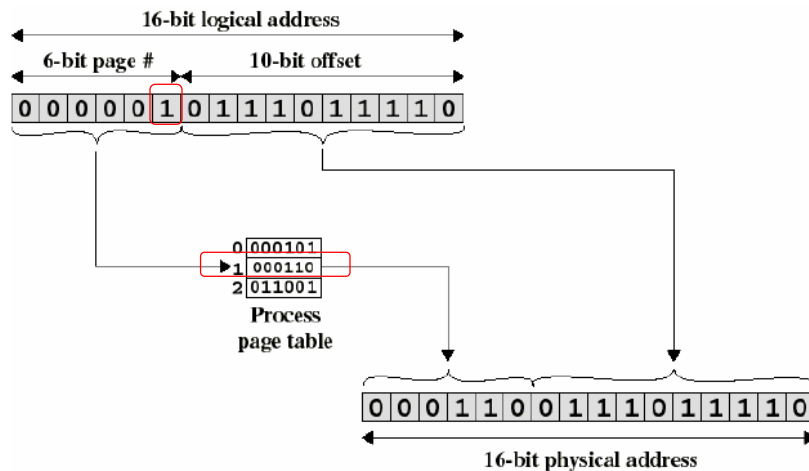 16-bit logical address
6-bit page # 10-bit offset
0 0 0 0 0 1 0 1 1 1 0 1 1 1 1 0
0 000101
1 000110
2 011001
Process
page table
0 0 0 1 1 0 0 1 1 1 0 1 1 1 1 0
16-bit physical address